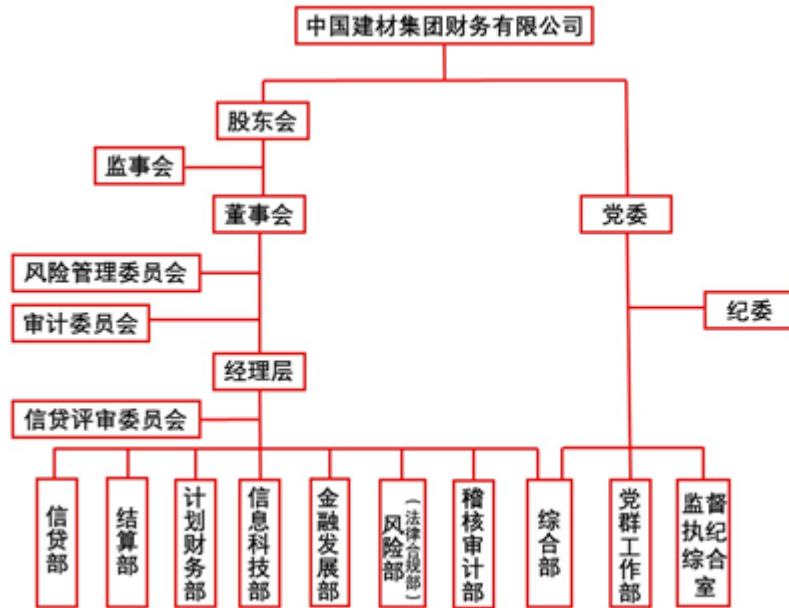 中国建材集团财务有限公司
股东会
监事会
董事会
党委
风险管理委员会
纪委
审计委员会
经理层
信贷评审委员会
信贷部
结算部
计划财务部
信息科技部
金融发展部
风险部
（法律合规部）
稽核审计部
综合部
党群工作部
监督
执纪
综合
室